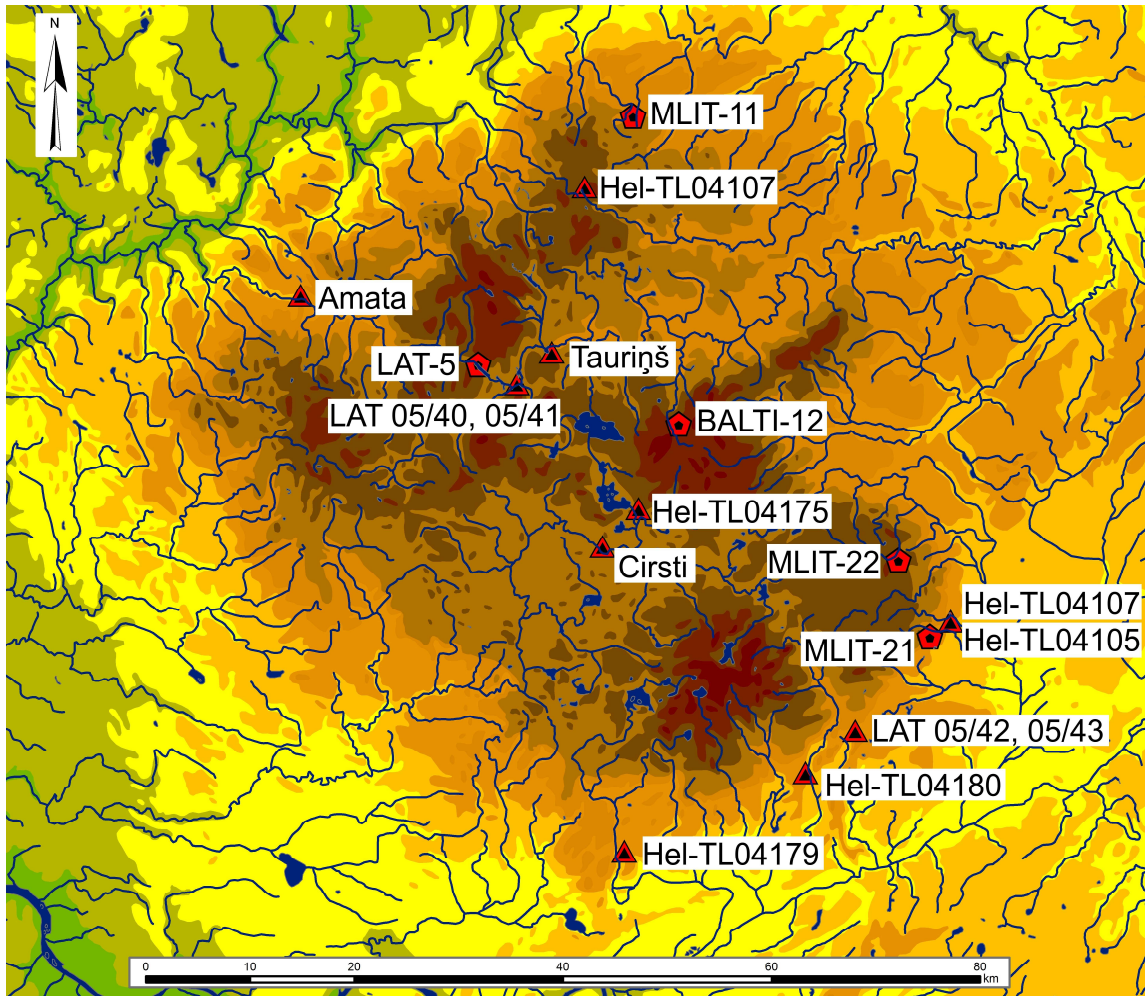 N
MLIT-11
Hel-TL04107
Amata
Tauriņš
LAT-5
LAT 05/40, 05/41
BALTI-12
Hel-TL04175
Cirsti
MLIT-22
Hel-TL04107
Hel-TL04105
MLIT-21
LAT 05/42, 05/43
Hel-TL04180
Hel-TL04179
0 10 20 40 60 80
km